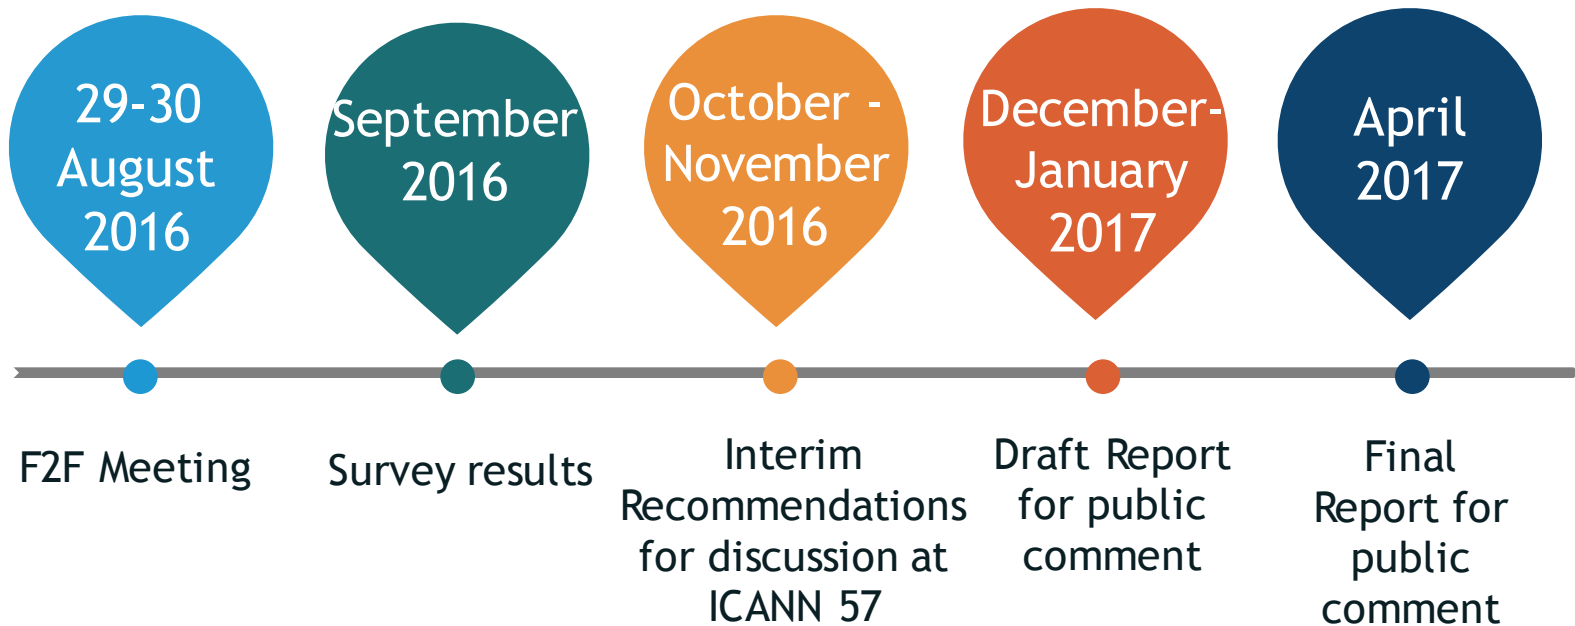 29-30
August
2016
September
2016
October -
November
2016
December-
January
2017
April
2017
F2F Meeting
Survey results
Interim
Recommendations
for discussion at
ICANN 57
Draft Report
for public
comment
Final
Report for
public
comment